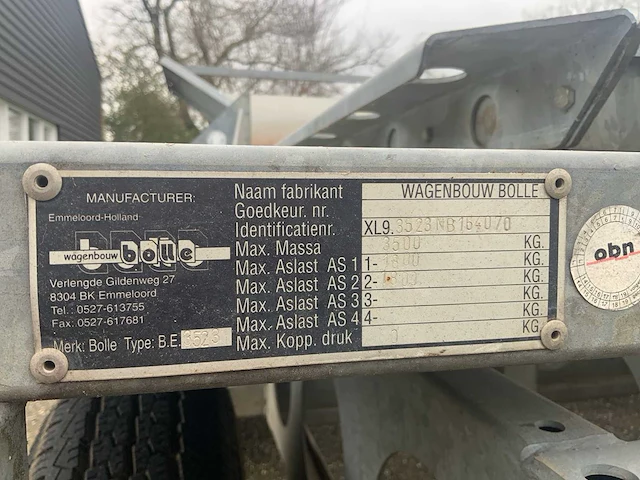 MANUFACTURER:
Emmeloord-Holland
wagenbouw bolle
Verlengde Gildenweg 27
8304 BK Emmeloord
Tel.: 0527-613755
Fax. 0527-617681
Merk: Bolle Type: B.E.
Naam fabrikant WAGENBOUW BOLLE
Goedkeur. nr.
Identificatienr. XL9.
Max. Massa 3500 KG.
Max. Aslast AS 1 1- 1800 KG.
Max. Aslast AS 2 2- KG.
Max. Aslast AS 3 3- KG.
Max. Aslast AS 4 4- KG.
Max. Kopp. druk 0 KG.
obn